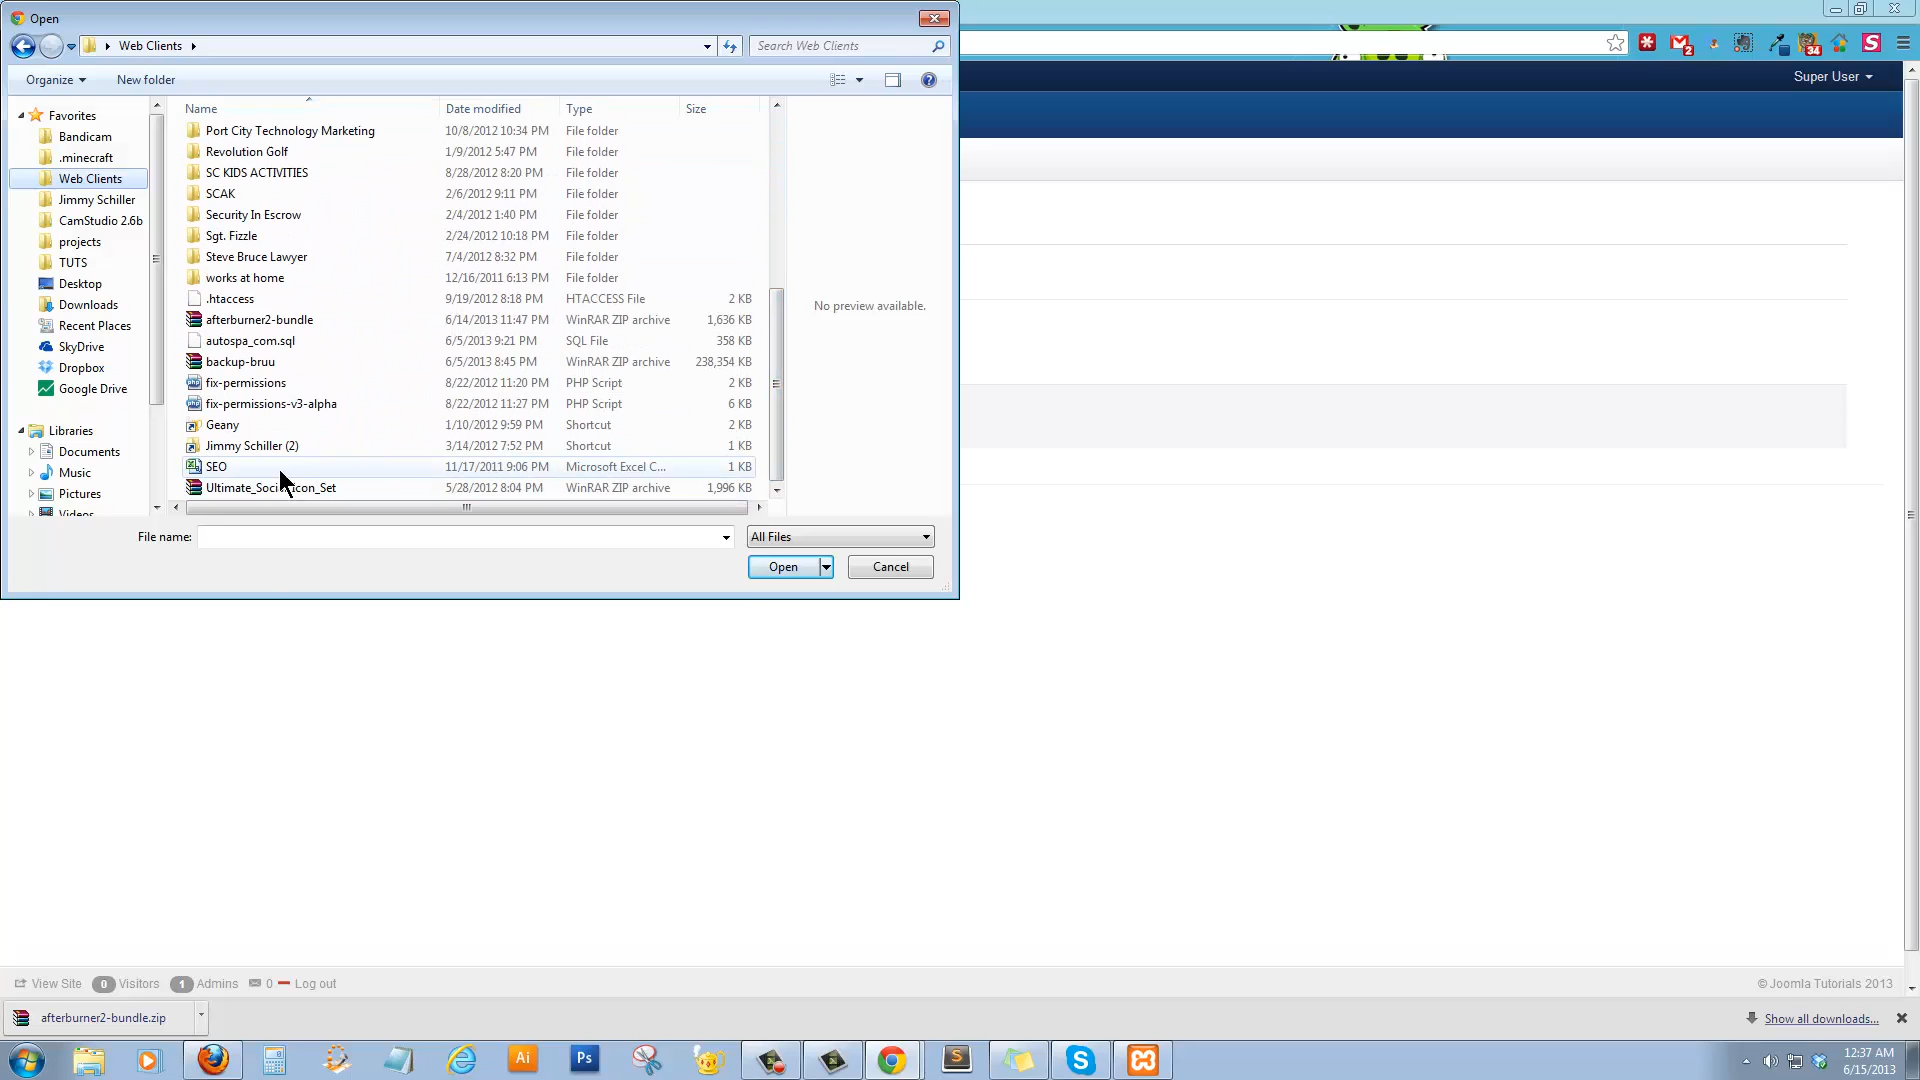 Open
Web Clients
Search Web Clients
Organize
New folder
Super User
Favorites
Bandicam
.minecraft
Web Clients
Jimmy Schiller
CamStudio 2.6b
projects
TUTS
Desktop
Downloads
Recent Places
SkyDrive
Dropbox
Google Drive
Libraries
Documents
Music
Pictures
Videos
Name Date modified Type Size
Port City Technology Marketing 10/8/2012 10:34 PM File folder
Revolution Golf 1/9/2012 5:47 PM File folder
SC KIDS ACTIVITIES 8/28/2012 8:20 PM File folder
SCAK 2/6/2012 9:11 PM File folder
Security In Escrow 2/4/2012 1:40 PM File folder
Sgt. Fizzle 2/24/2012 10:18 PM File folder
Steve Bruce Lawyer 7/4/2012 8:32 PM File folder
works at home 12/16/2011 6:13 PM File folder
.htaccess 9/19/2012 8:18 PM HTACCESS File 2 KB
afterburner2-bundle 6/14/2013 11:47 PM WinRAR ZIP archive 1,636 KB
autospa_com.sql 6/5/2013 9:21 PM SQL File 358 KB
backup-bruu 6/5/2013 8:45 PM WinRAR ZIP archive 238,354 KB
fix-permissions 8/22/2012 11:20 PM PHP Script 2 KB
fix-permissions-v3-alpha 8/22/2012 11:27 PM PHP Script 6 KB
Geany 1/10/2012 9:59 PM Shortcut 2 KB
Jimmy Schiller (2) 3/14/2012 7:52 PM Shortcut 1 KB
SEO 11/17/2011 9:06 PM Microsoft Excel C... 1 KB
5/28/2012 8:04 PM WinRAR ZIP archive 1,996 KB
No preview available.
File name:
All Files
Open
Cancel
2
34
View Site 0 Visitors 1 Admins 0 Log out
© Joomla Tutorials 2013
afterburner2-bundle.zip
Show all downloads...
Ai
Ps
S
12:37 AM
6/15/2013